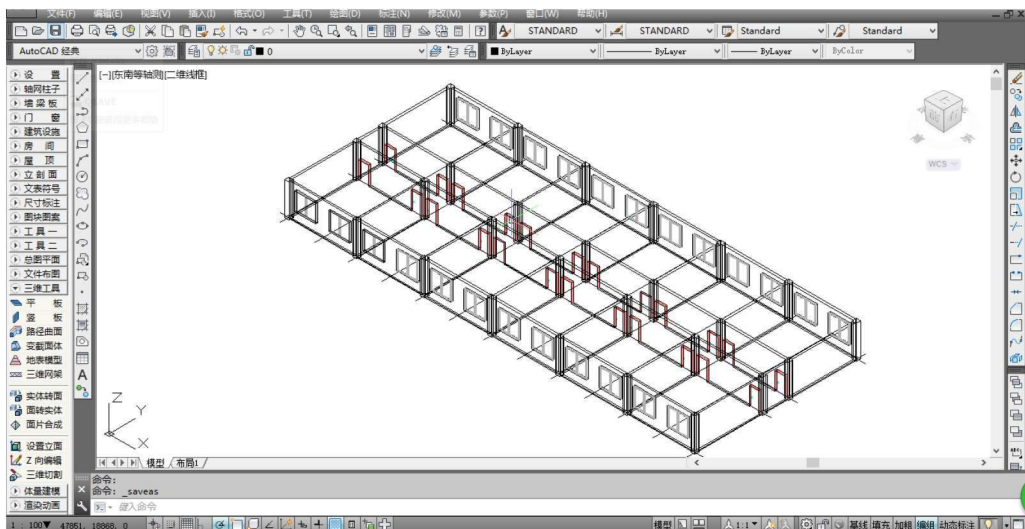 文件(F) 编辑(E) 视图(V) 插入(I) 格式(O) 工具(T) 绘图(D) 标注(N) 修改(M) 参数(P) 窗口(W) 帮助(H)
STANDARD STANDARD Standard Standard
AutoCAD 经典 0 ByLayer ByLayer ByLayer ByColor
[-][东南等轴测][二维线框]
设 置
轴网柱子
墙 梁 板
门 窗
建筑设施
房 间
屋 顶
立 剖 面
文表符号
尺寸标注
图块图案
工 具 一
工 具 二
总图平面
文件布图
三维工具
平 板
竖 板
路径曲面
变截面体
地表模型
三维网架
实体转面
面转实体
面片合成
设置立面
Z 向编辑
三维切割
体量建模
渲染动画
WCS
Z
Y
X
模型 布局1
命令:
命令: _saveas
键入命令
1 : 100 47851, 18868, 0 模型 1:1 基线 填充 加粗 编组 动态标注